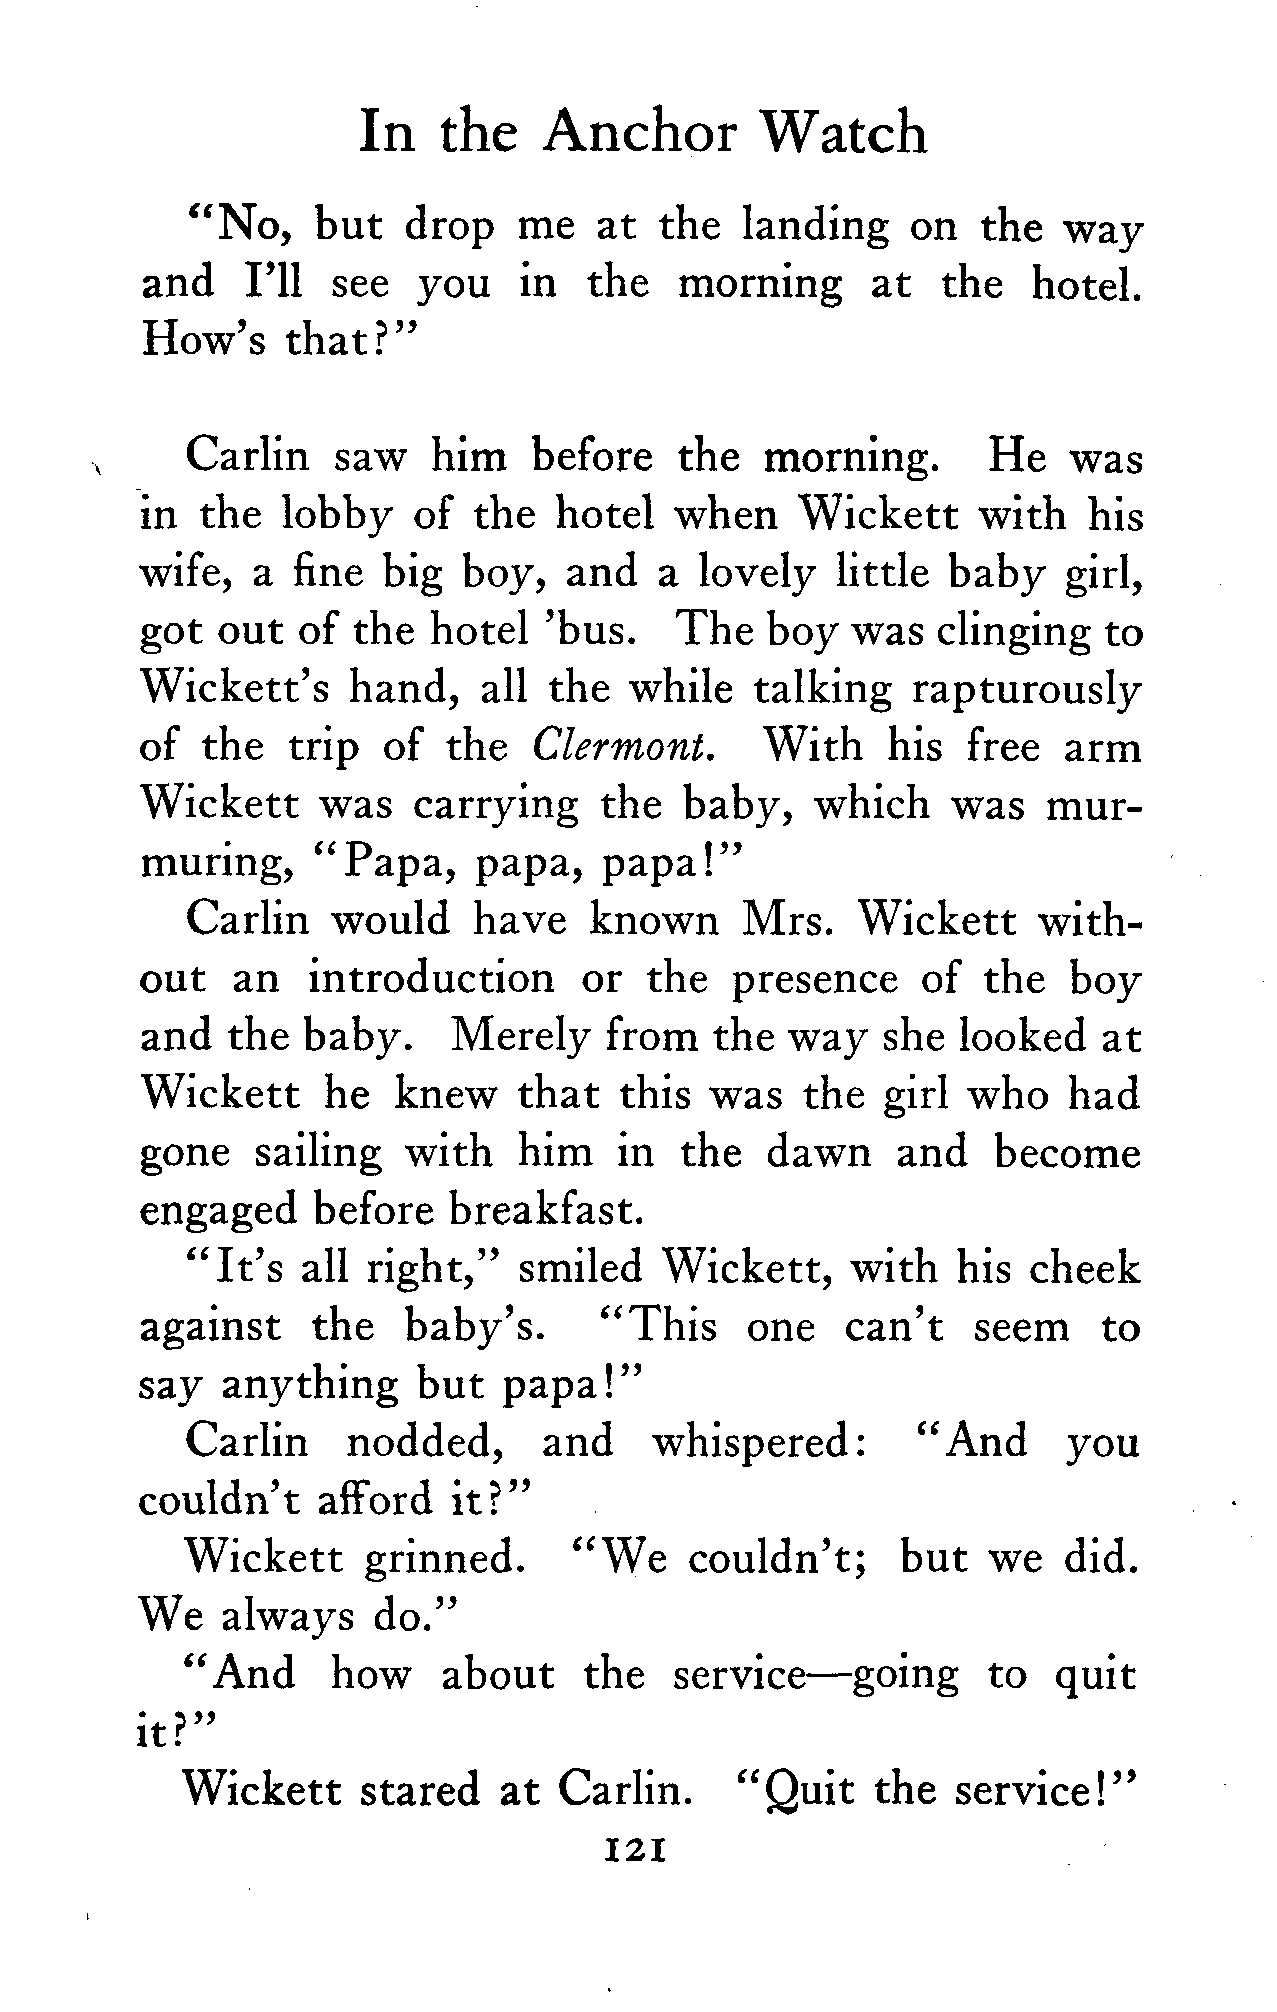 In the Anchor Watch
"No, but drop me at the landing on the way
and I'll see you in the morning at the hotel.
How's that?"
Carlin saw him before the morning. He was
in the lobby of the hotel when Wickett with his
wife, a fine big boy, and a lovely little baby girl,
got out of the hotel 'bus. The boy was clinging to
Wickett's hand, all the while talking rapturously
of the trip of the Clermont. With his free arm
Wickett was carrying the baby, which was mur-
muring, "Papa, papa, papa!"
Carlin would have known Mrs. Wickett with-
out an introduction or the presence of the boy
and the baby. Merely from the way she looked at
Wickett he knew that this was the girl who had
gone sailing with him in the dawn and become
engaged before breakfast.
"It's all right," smiled Wickett, with his cheek
against the baby's. "This one can't seem to
say anything but papa!"
Carlin nodded, and whispered: "And you
couldn't afford it?"
Wickett grinned. "We couldn't; but we did.
We always do."
"And how about the service—going to quit
it?"
Wickett stared at Carlin. "Quit the service!"
121